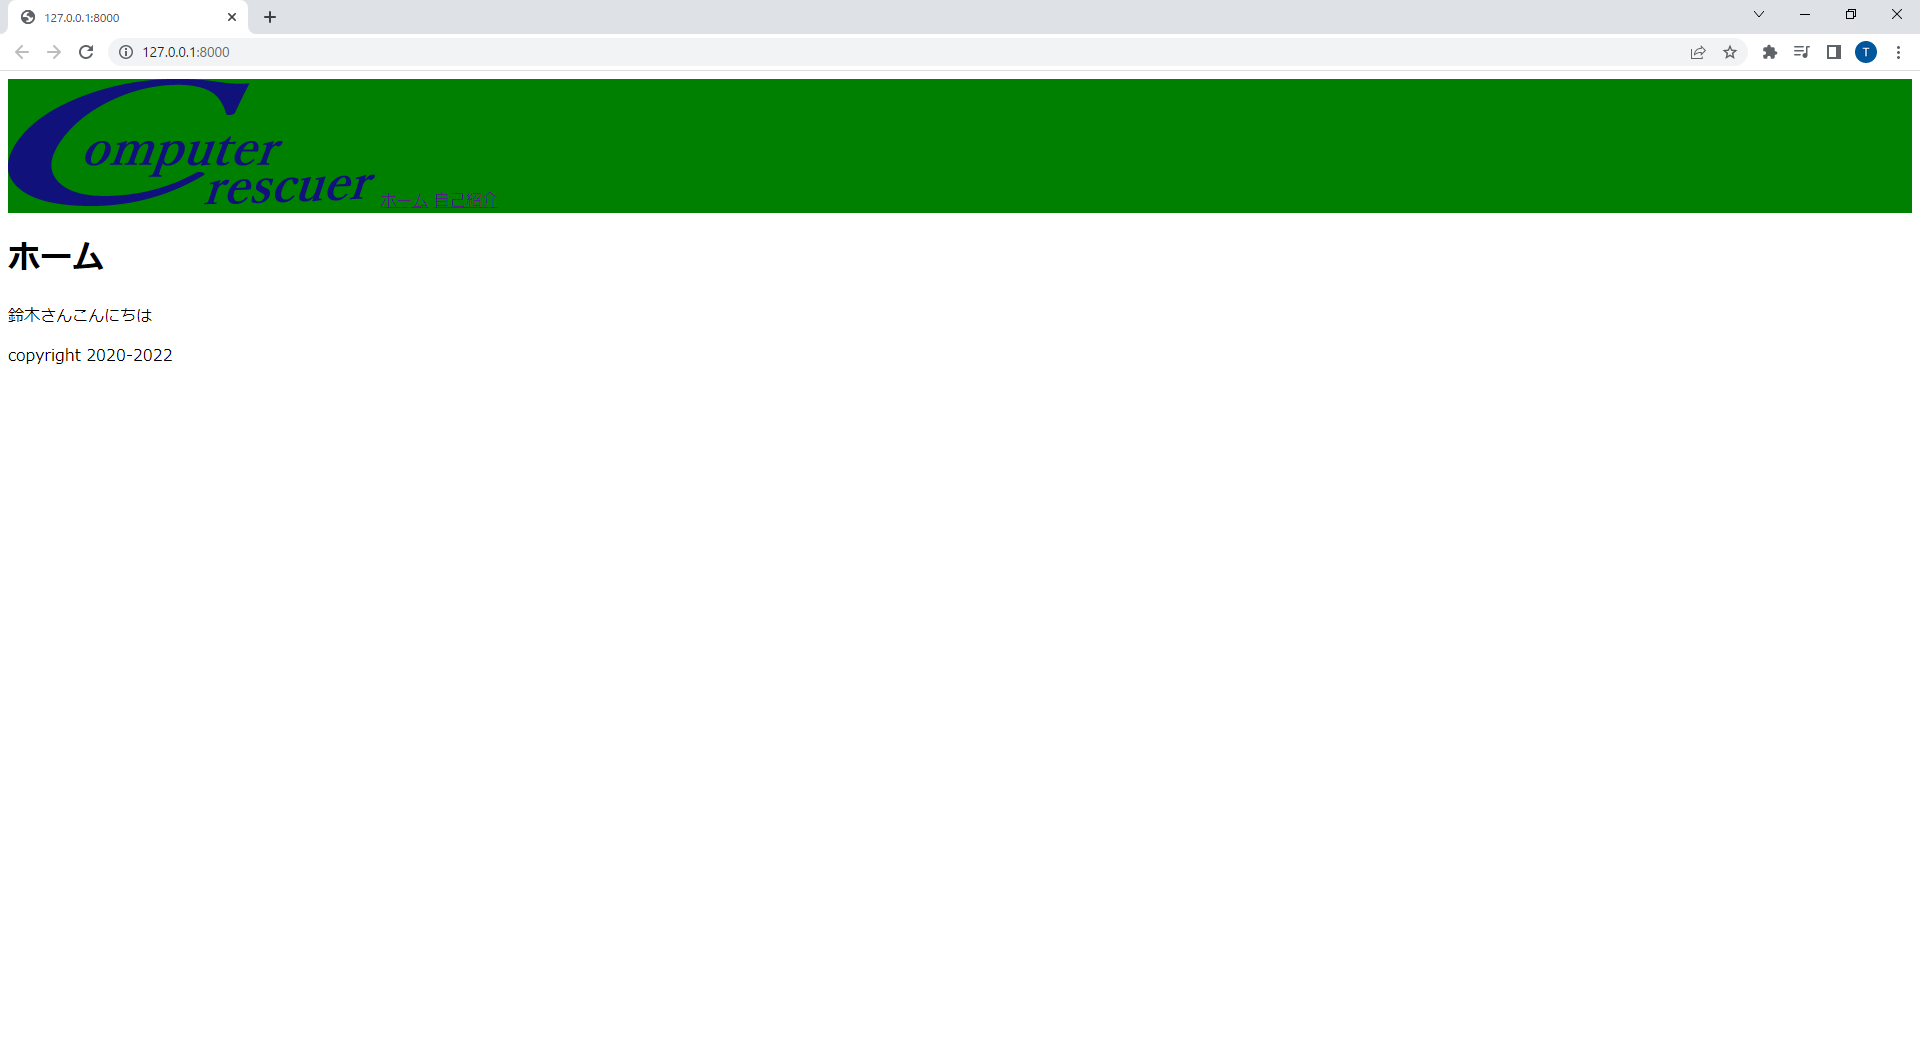 127.0.0.1:8000
127.0.0.1:8000
T
Computer
rescuer
ホーム 自己紹介
ホーム
鈴木さんこんにちは
copyright 2020-2022